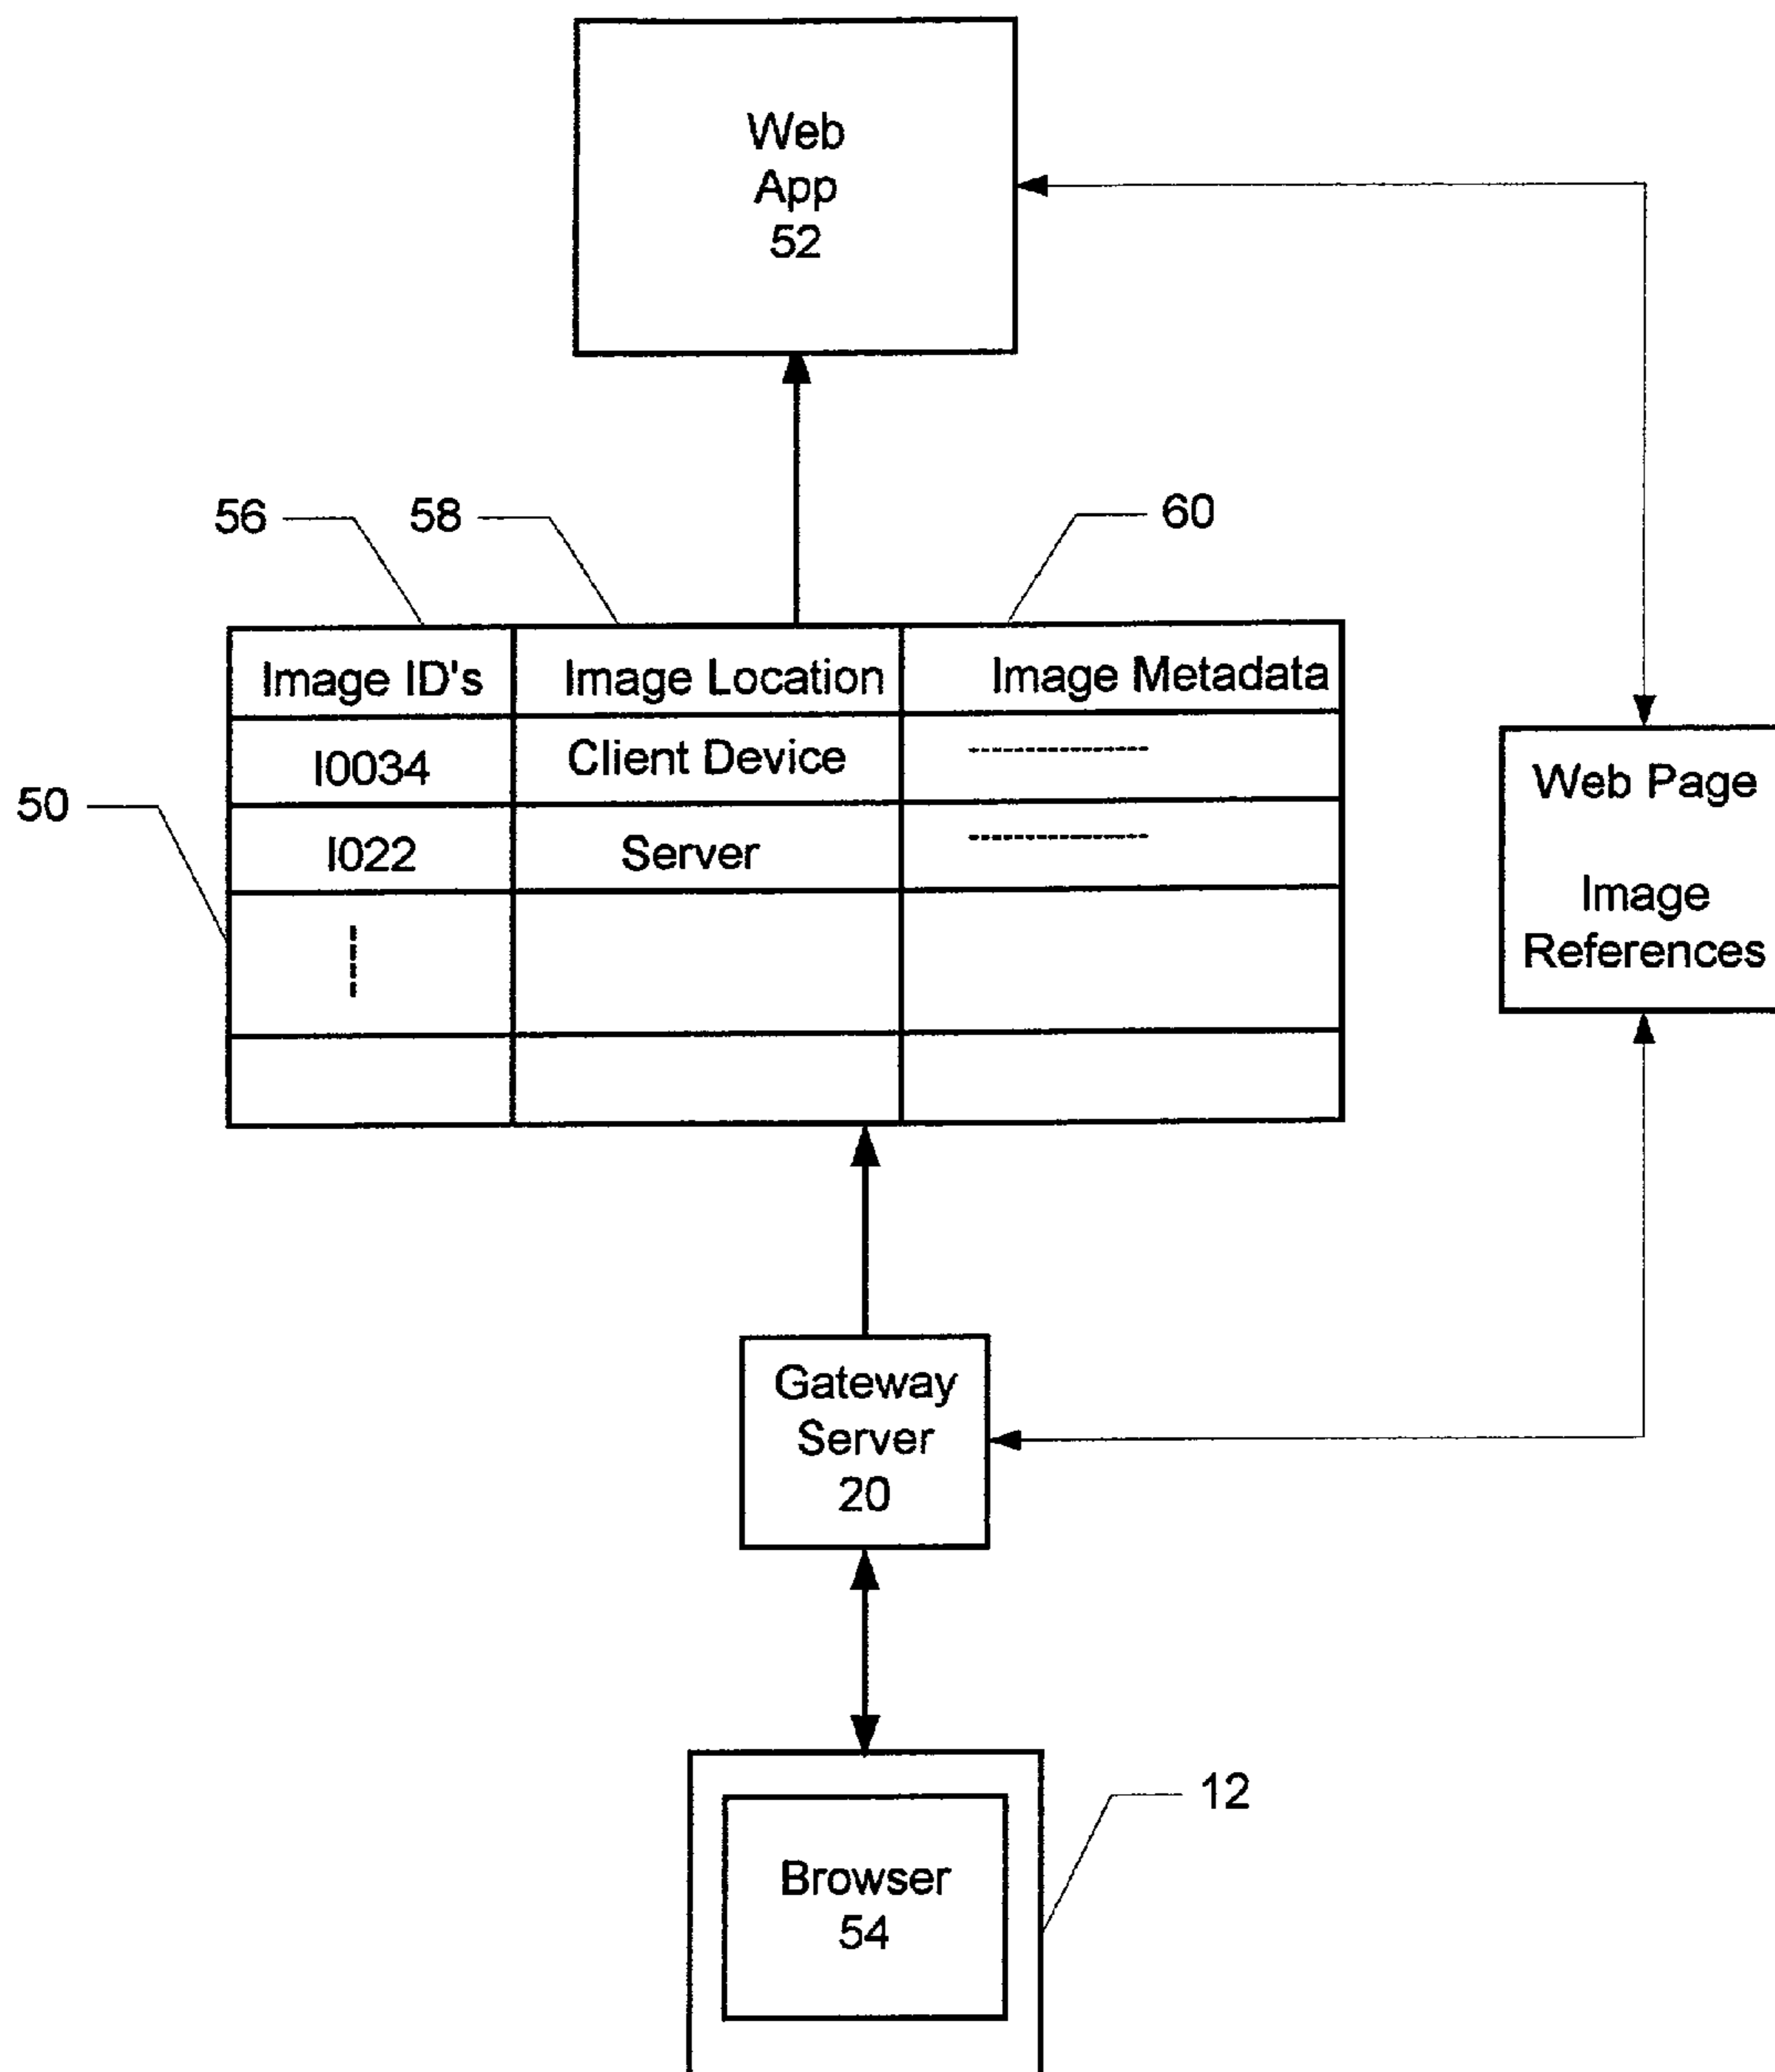 Web
App
52
56
58
60
Image ID's
Image Location
Image Metadata
I0034
Client Device
I022
Server
50
Web Page
Image
References
Gateway
Server
20
12
Browser
54